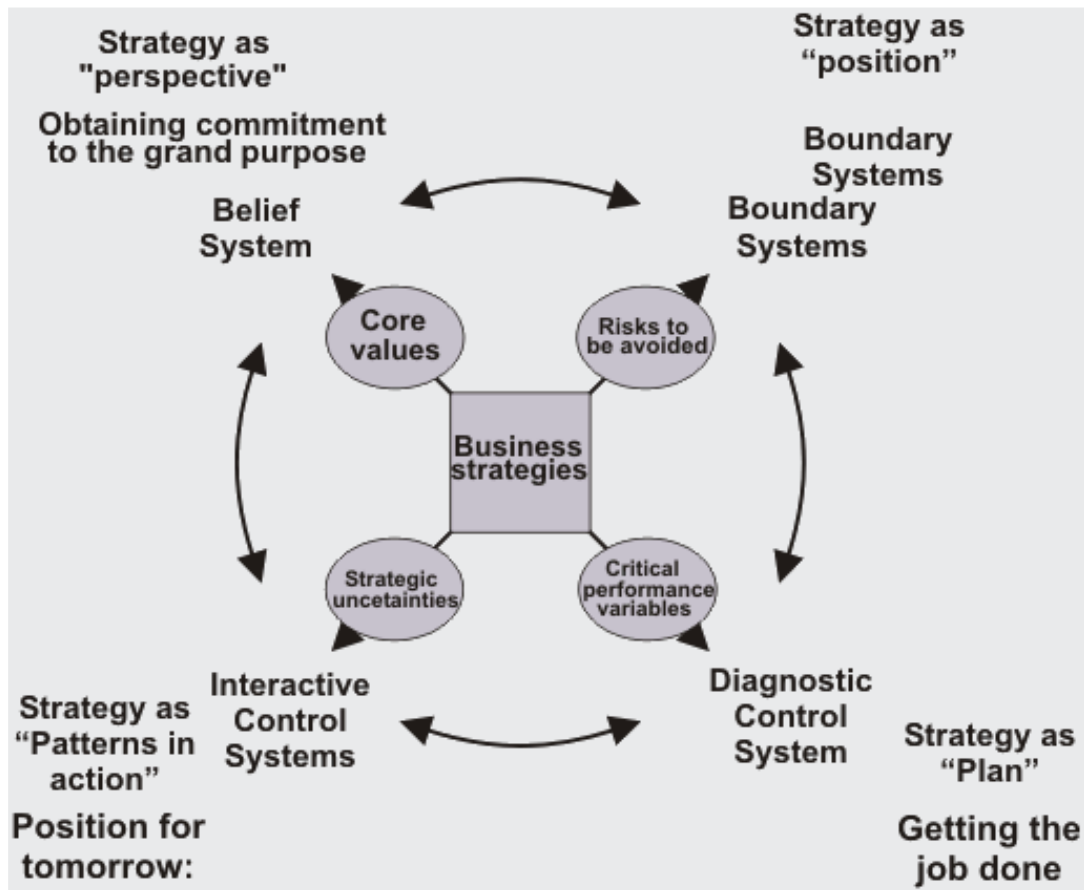 Strategy as
"perspective"
Strategy as
“position”
Obtaining commitment
to the grand purpose
Boundary
Systems
Belief
System
Boundary
Systems
Core
values
Risks to
be avoided
Business
strategies
Strategic
uncetainties
Critical
performance
variables
Interactive
Control
Systems
Diagnostic
Control
System
Strategy as
“Patterns in
action”
Strategy as
“Plan”
Position for
tomorrow:
Getting the
job done